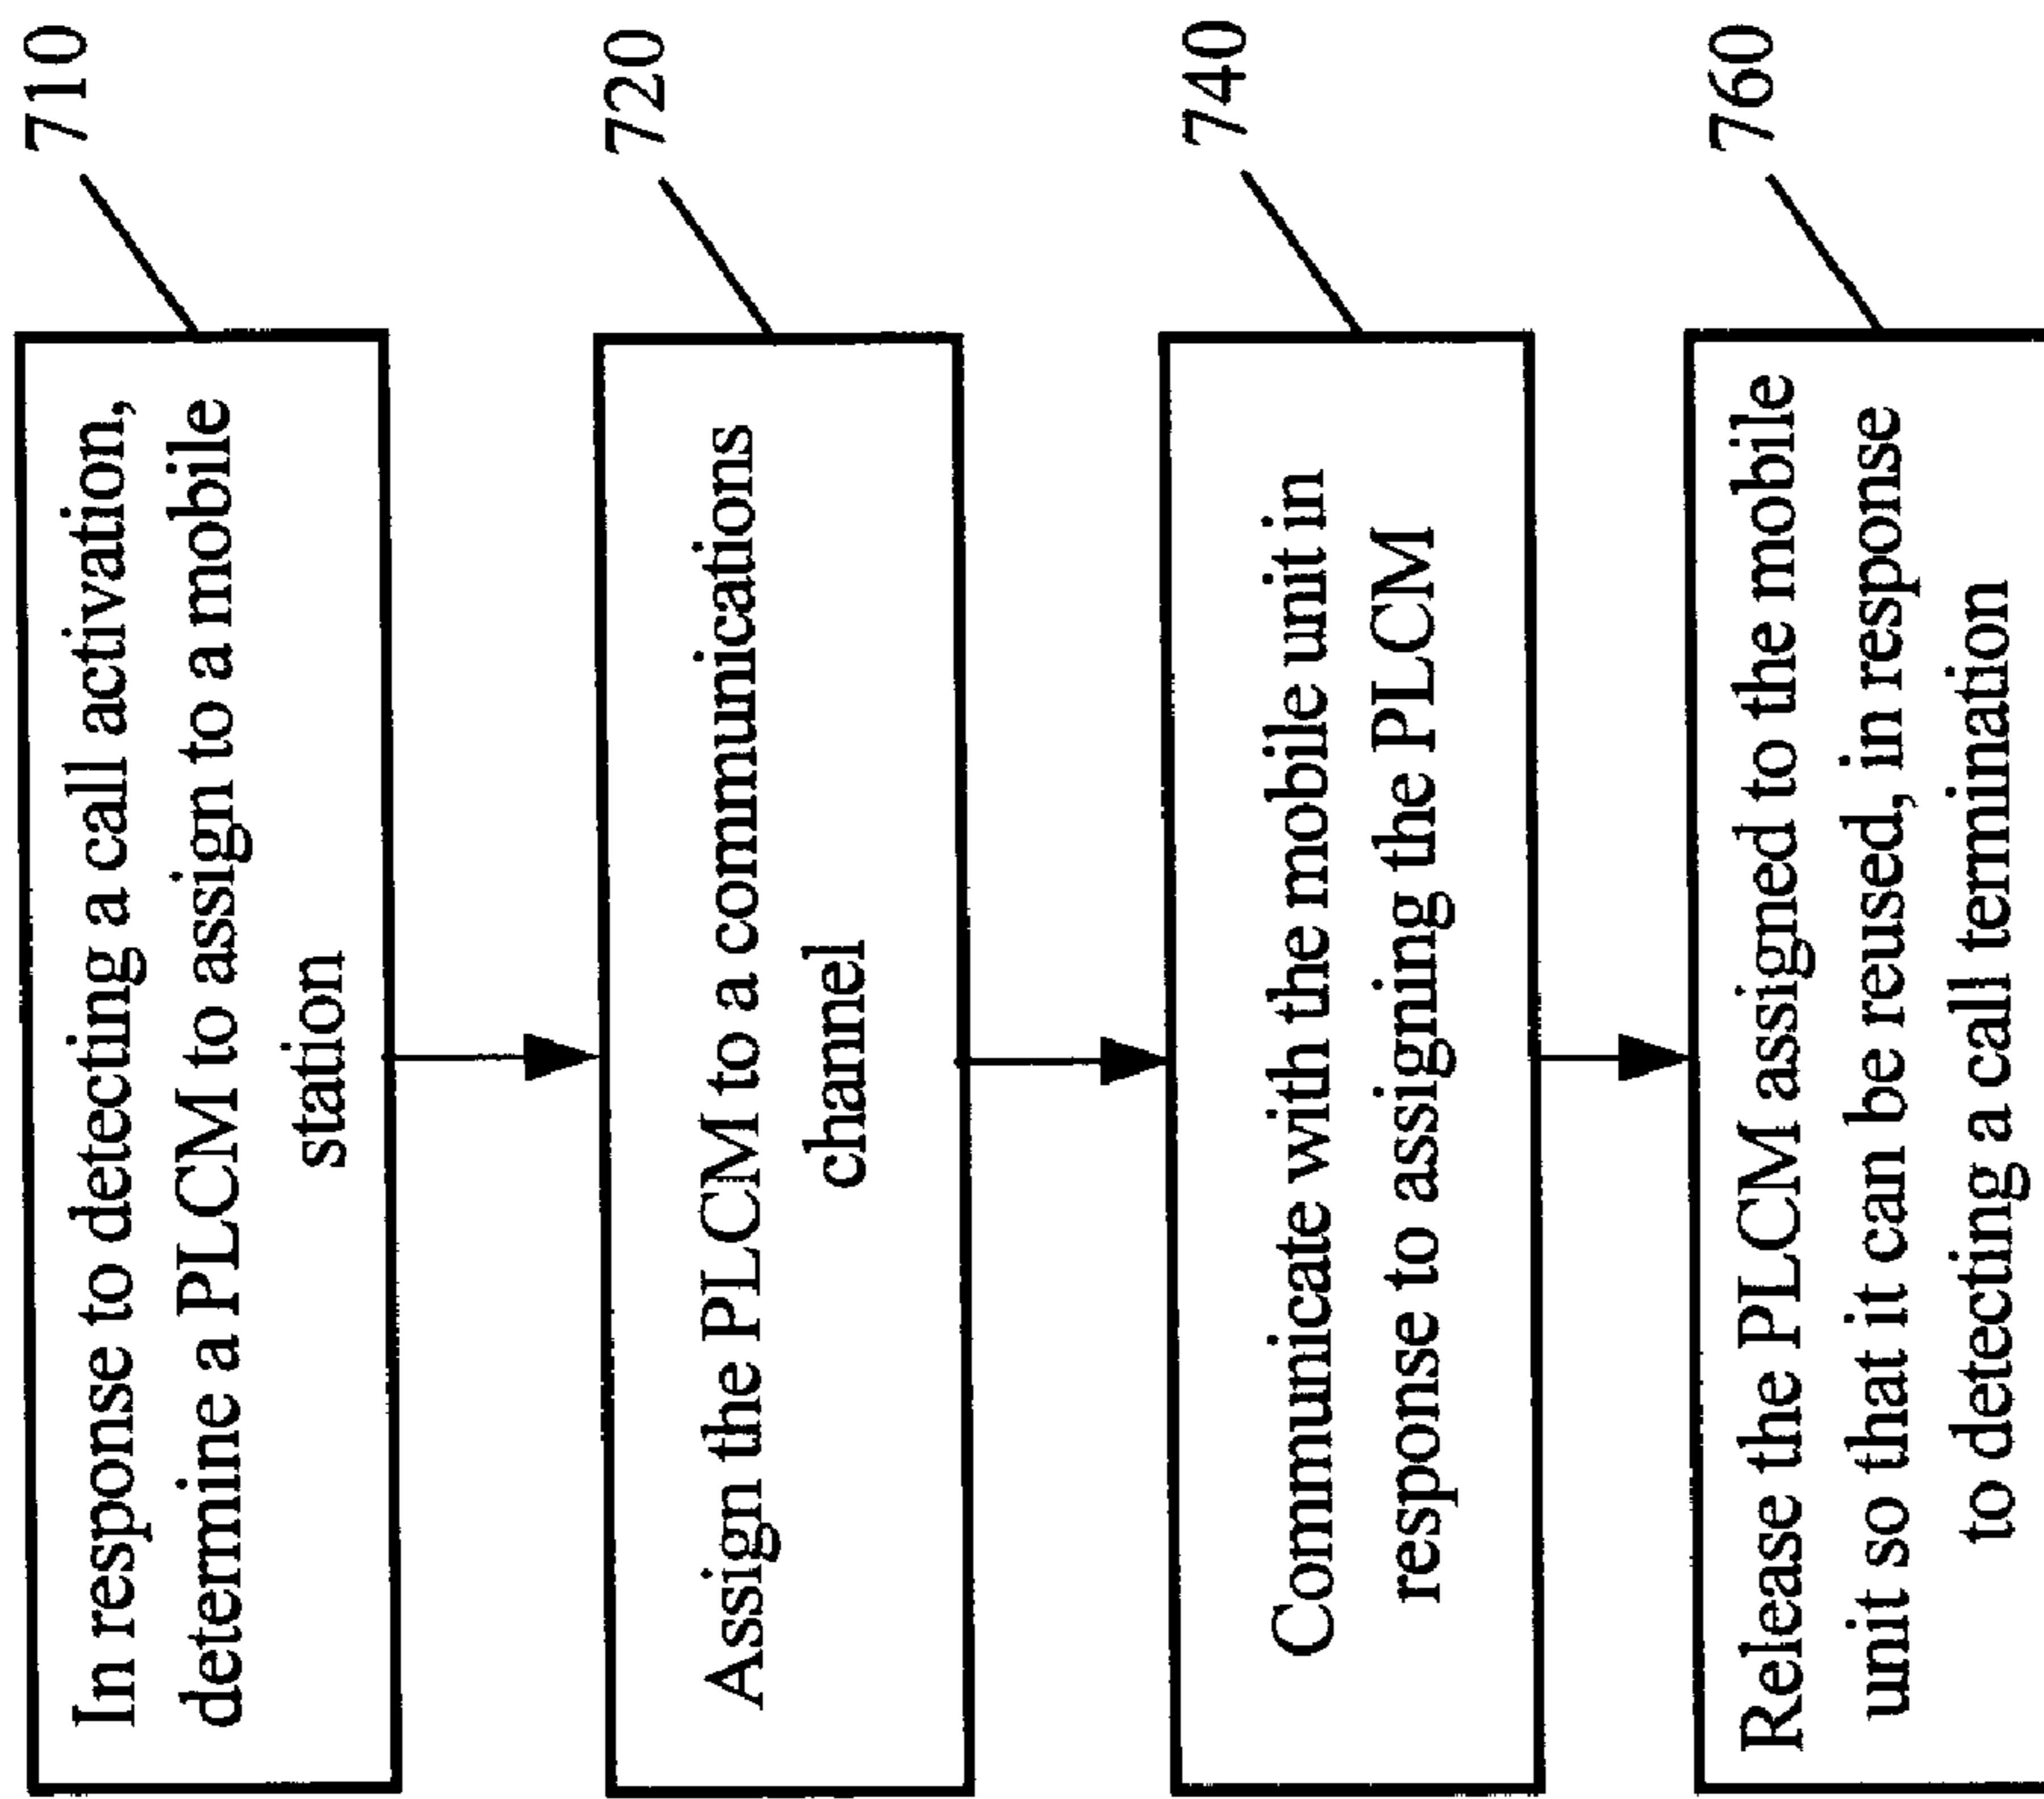 In response to detecting a call activation,
determine a PLCM to assign to a mobile
station
710
Assign the PLCM to a communications
channel
720
Communicate with the mobile unit in
response to assigning the PLCM
740
Release the PLCM assigned to the mobile
unit so that it can be reused, in response
to detecting a call termination
760